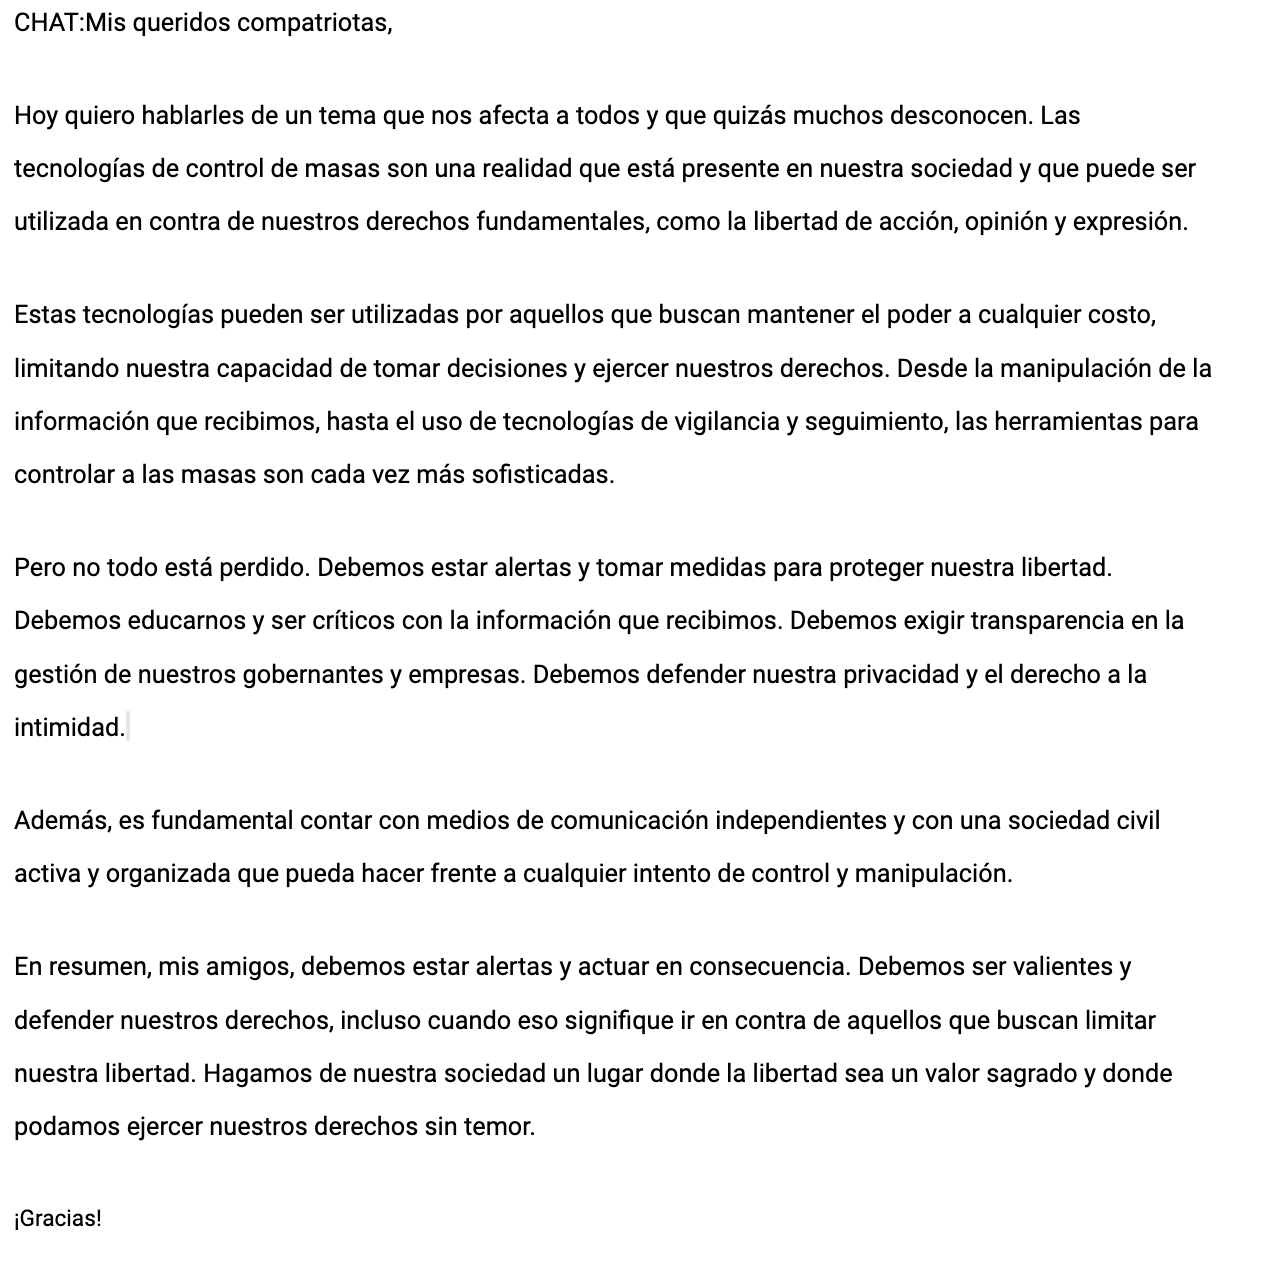 CHAT:Mis queridos compatriotas,
Hoy quiero hablarles de un tema que nos afecta a todos y que quizás muchos desconocen. Las
tecnologías de control de masas son una realidad que está presente en nuestra sociedad y que puede ser
utilizada en contra de nuestros derechos fundamentales, como la libertad de acción, opinión y expresión.
Estas tecnologías pueden ser utilizadas por aquellos que buscan mantener el poder a cualquier costo,
limitando nuestra capacidad de tomar decisiones y ejercer nuestros derechos. Desde la manipulación de la
información que recibimos, hasta el uso de tecnologías de vigilancia y seguimiento, las herramientas para
controlar a las masas son cada vez más sofisticadas.
Pero no todo está perdido. Debemos estar alertas y tomar medidas para proteger nuestra libertad.
Debemos educarnos y ser críticos con la información que recibimos. Debemos exigir transparencia en la
gestión de nuestros gobernantes y empresas. Debemos defender nuestra privacidad y el derecho a la
intimidad.
Además, es fundamental contar con medios de comunicación independientes y con una sociedad civil
activa y organizada que pueda hacer frente a cualquier intento de control y manipulación.
En resumen, mis amigos, debemos estar alertas y actuar en consecuencia. Debemos ser valientes y
defender nuestros derechos, incluso cuando eso signifique ir en contra de aquellos que buscan limitar
nuestra libertad. Hagamos de nuestra sociedad un lugar donde la libertad sea un valor sagrado y donde
podamos ejercer nuestros derechos sin temor.
¡Gracias!